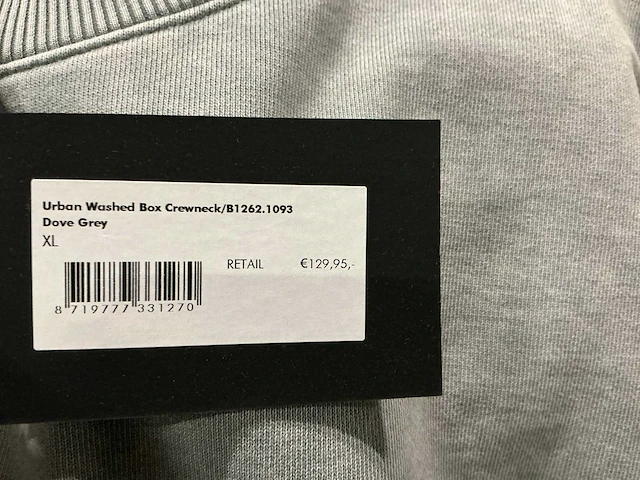 Urban Washed Box Crewneck/B1262.1093
Dove Grey
XL
RETAIL €129,95,-
8 719777 331270